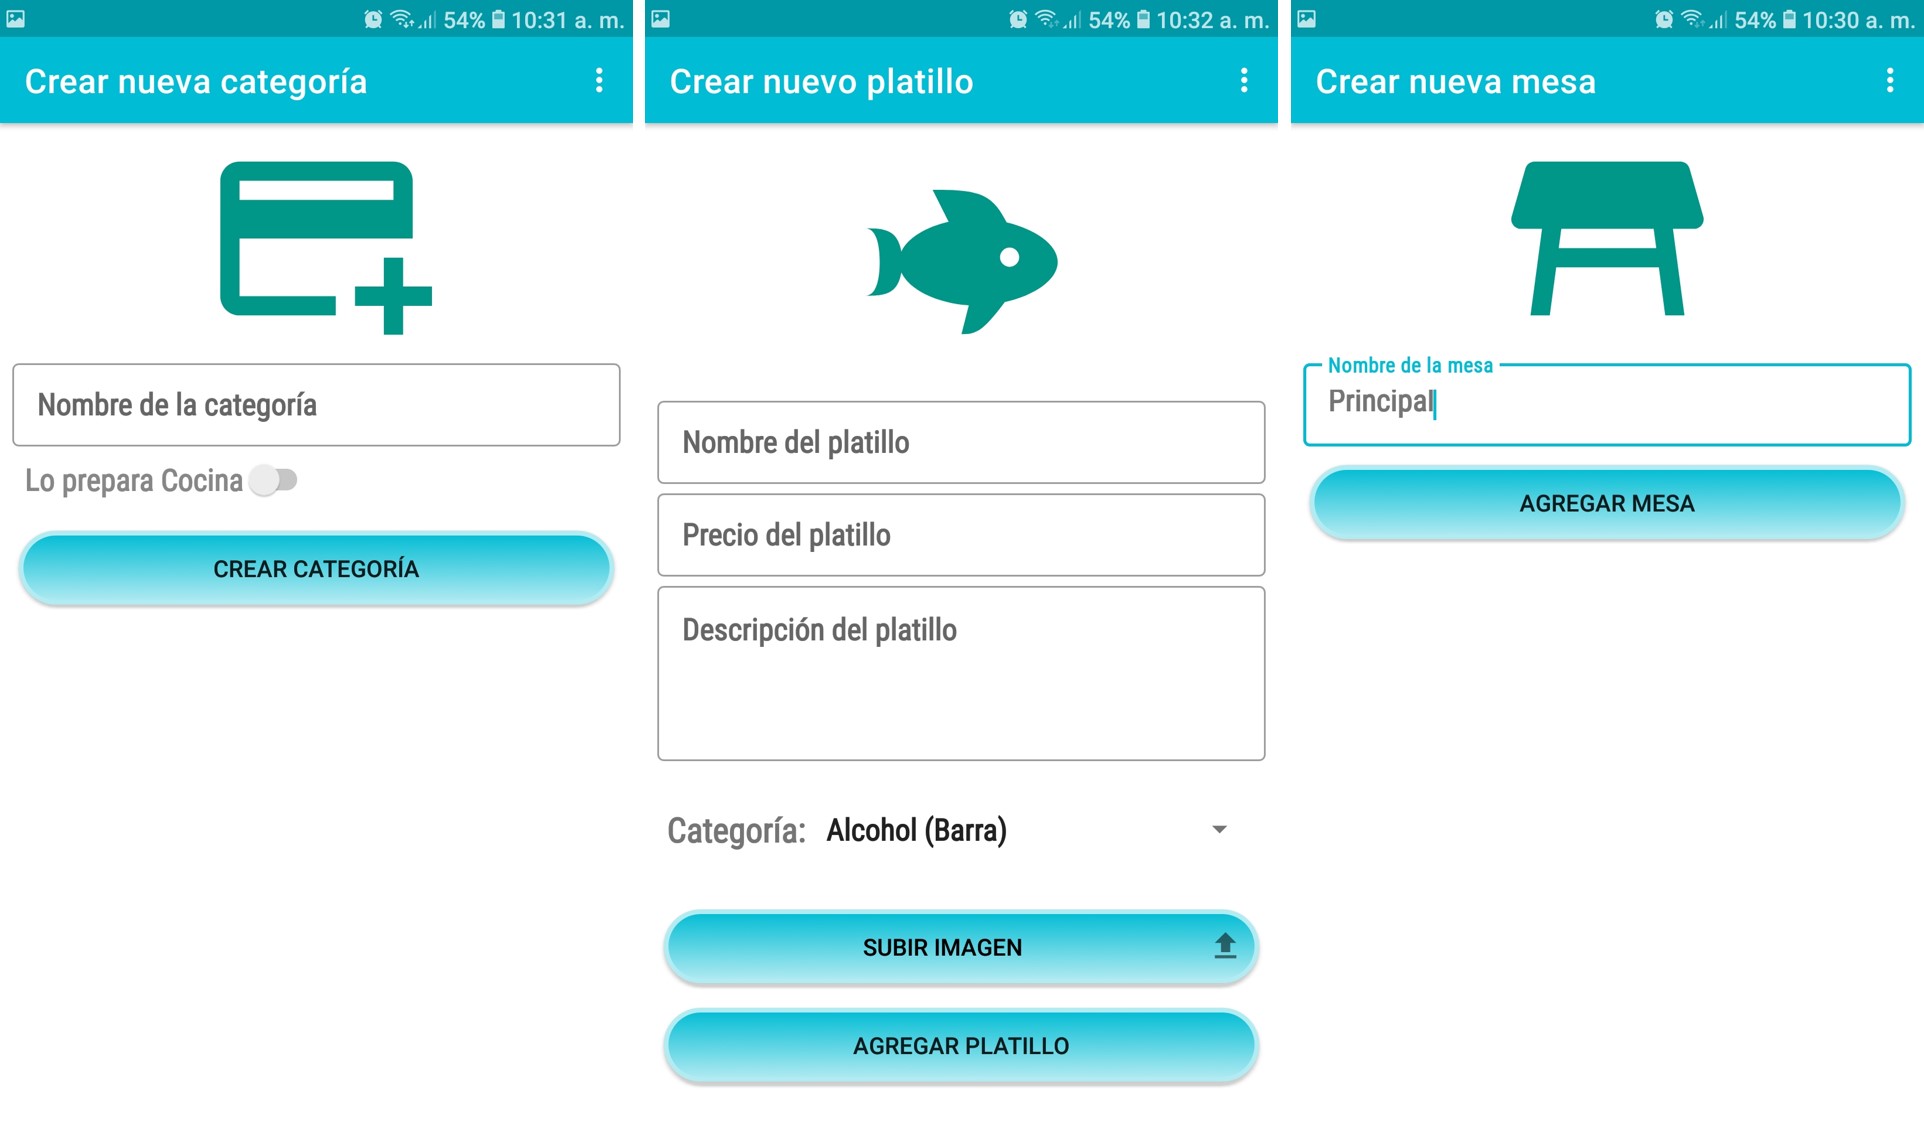 54% 10:31 a. m.
Crear nueva categoría
Nombre de la categoría
Lo prepara Cocina
CREAR CATEGORÍA
54% 10:32 a. m.
Crear nuevo platillo
Nombre del platillo
Precio del platillo
Descripción del platillo
Categoría: Alcohol (Barra)
SUBIR IMAGEN
AGREGAR PLATILLO
54% 10:30 a. m.
Crear nueva mesa
Nombre de la mesa
Principal
AGREGAR MESA